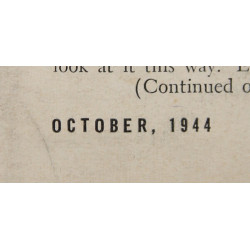 look at it this way. L
(Continued o
OCTOBER, 1944